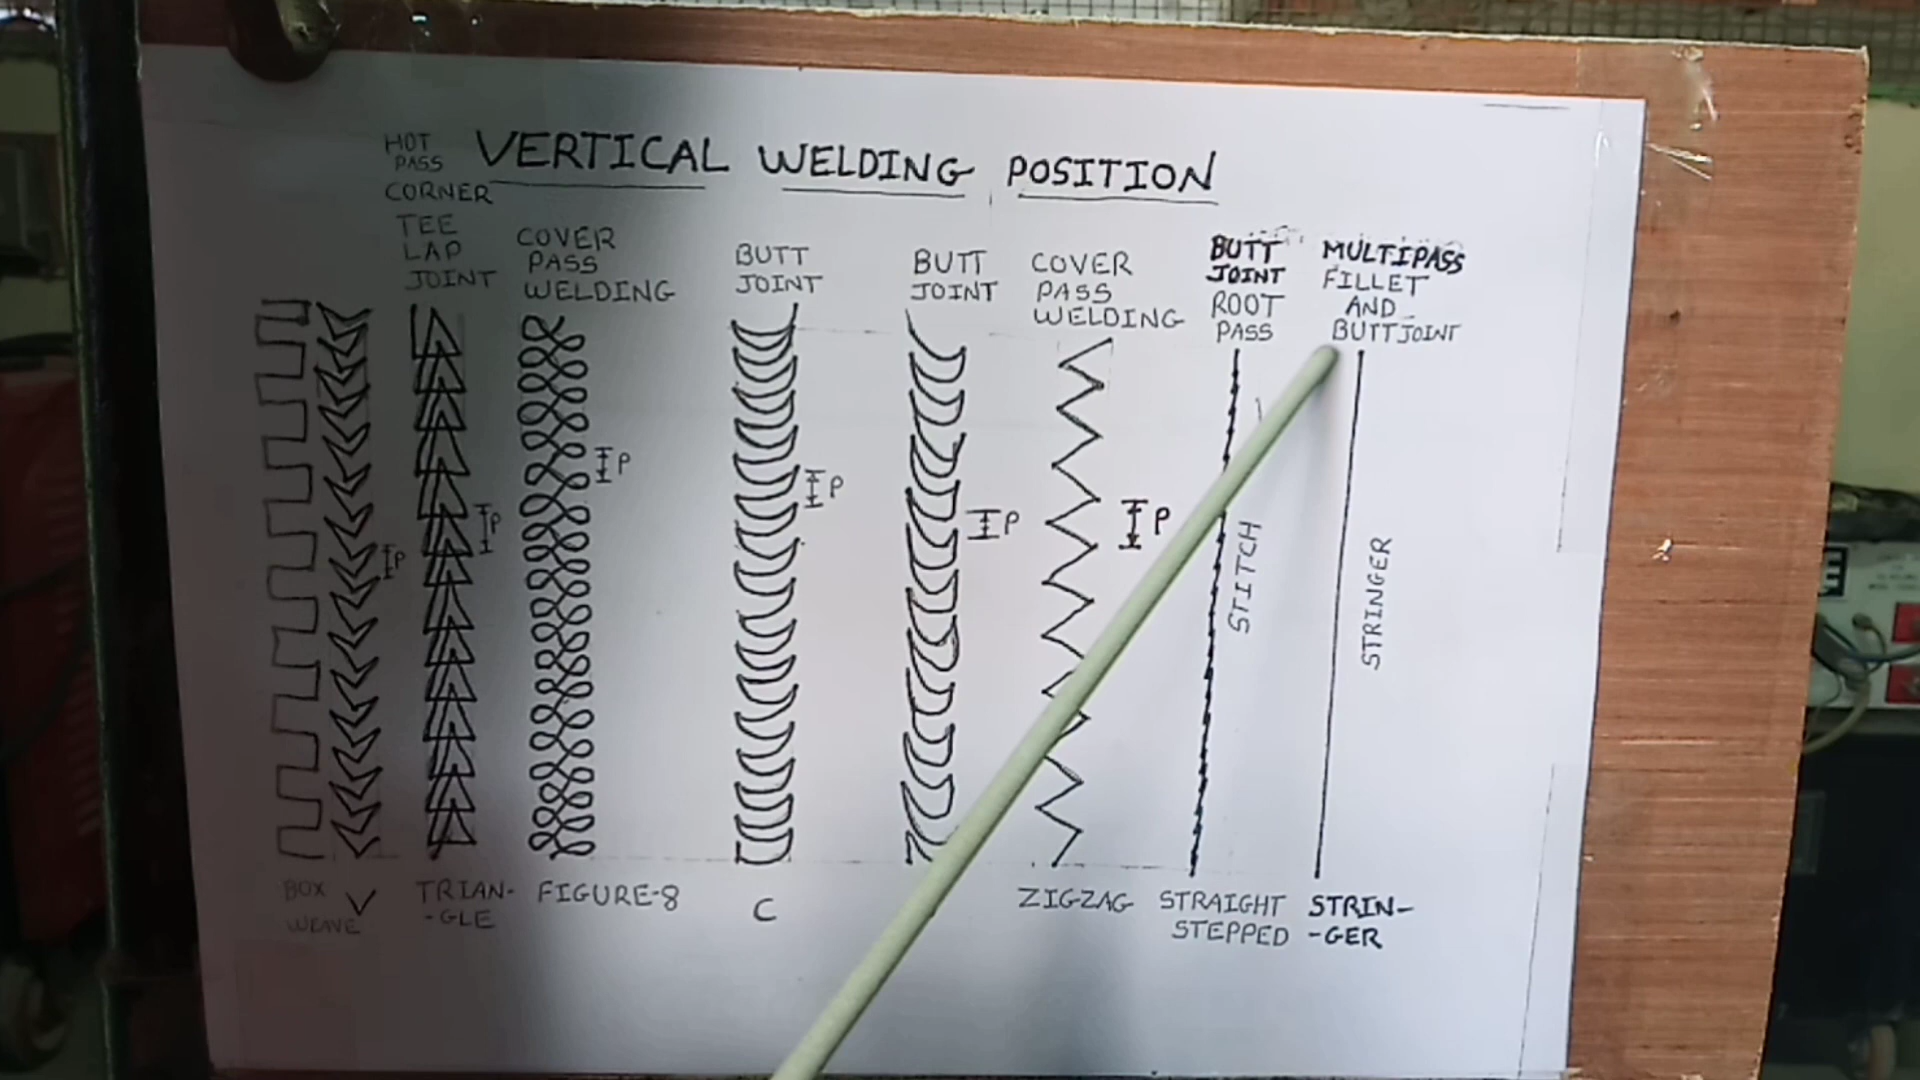 VERTICAL WELDING POSITION
HOT
PASS
CORNER
TEE
LAP
JOINT
COVER
PASS
WELDING
BUTT
JOINT
BUTT
JOINT
COVER
PASS
WELDING
BUTT
JOINT
ROOT
PASS
MULTIPASS
FILLET
AND
BUTTJOINT
P
P
P
P
P
P
STITCH
STRINGER
BOX
WEAVE
V
TRIAN-
-GLE
FIGURE-8
C
ZIGZAG
STRAIGHT
STEPPED
STRIN-
-GER